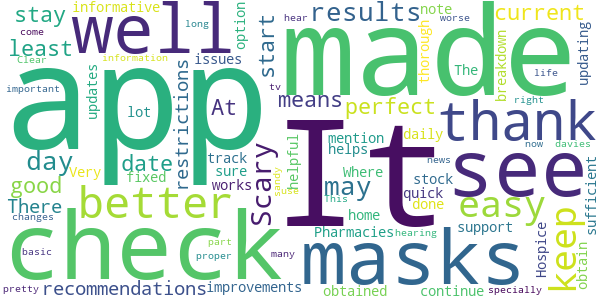 app
made
It
check
masks
see
well
thank
better
easy
keep
scary
may
results
perfect
recommendations
restrictions
current
stay
least
day
good
date
start
means
At
There
informative
option
long
issues
updates
lot
fixed
Very
track
sure
works
helpful
mention
helps
Where
home
Pharmacies
obtained
hearing
daily
quick
done
stock
news
support
continue
improvements
note
The
thorough
breakdown
updating
sufficient
obtain
Hospice
specially
davies
now
right
life
worse
hear
tv
come
Clear
important
information
changes
basic
pretty
part
proper
many
handy
use
This